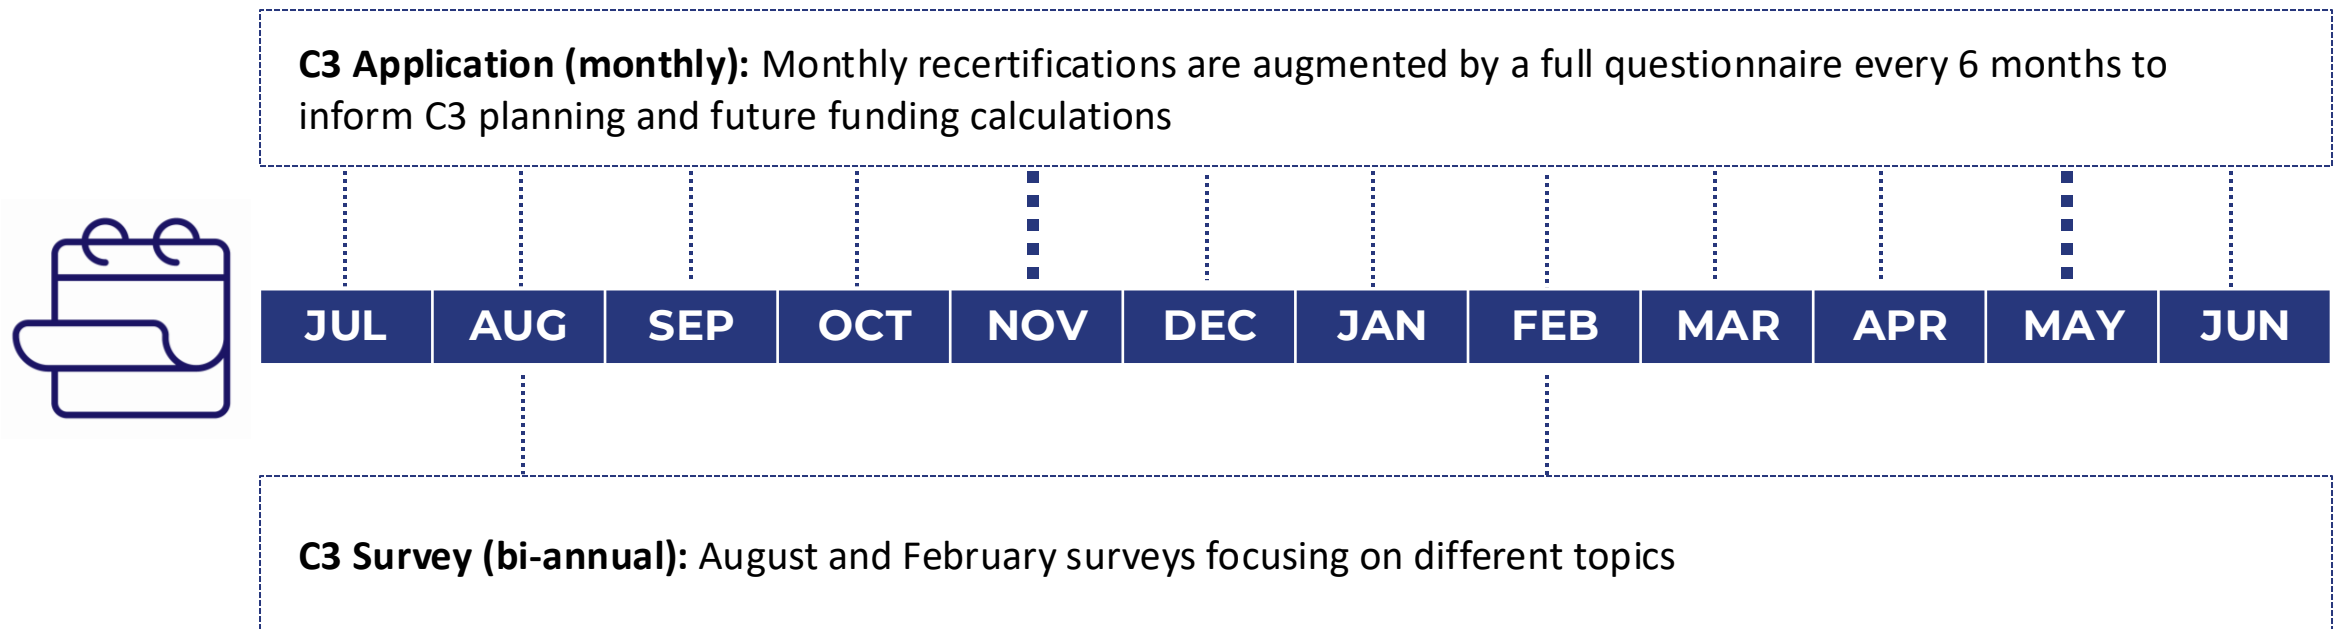 C3 Application (monthly): Monthly recertifications are augmented by a full questionnaire every 6 months to
inform C3 planning and future funding calculations
JUL AUG SEP OCT NOV DEC JAN FEB MAR APR MAY JUN
C3 Survey (bi-annual): August and February surveys focusing on different topics